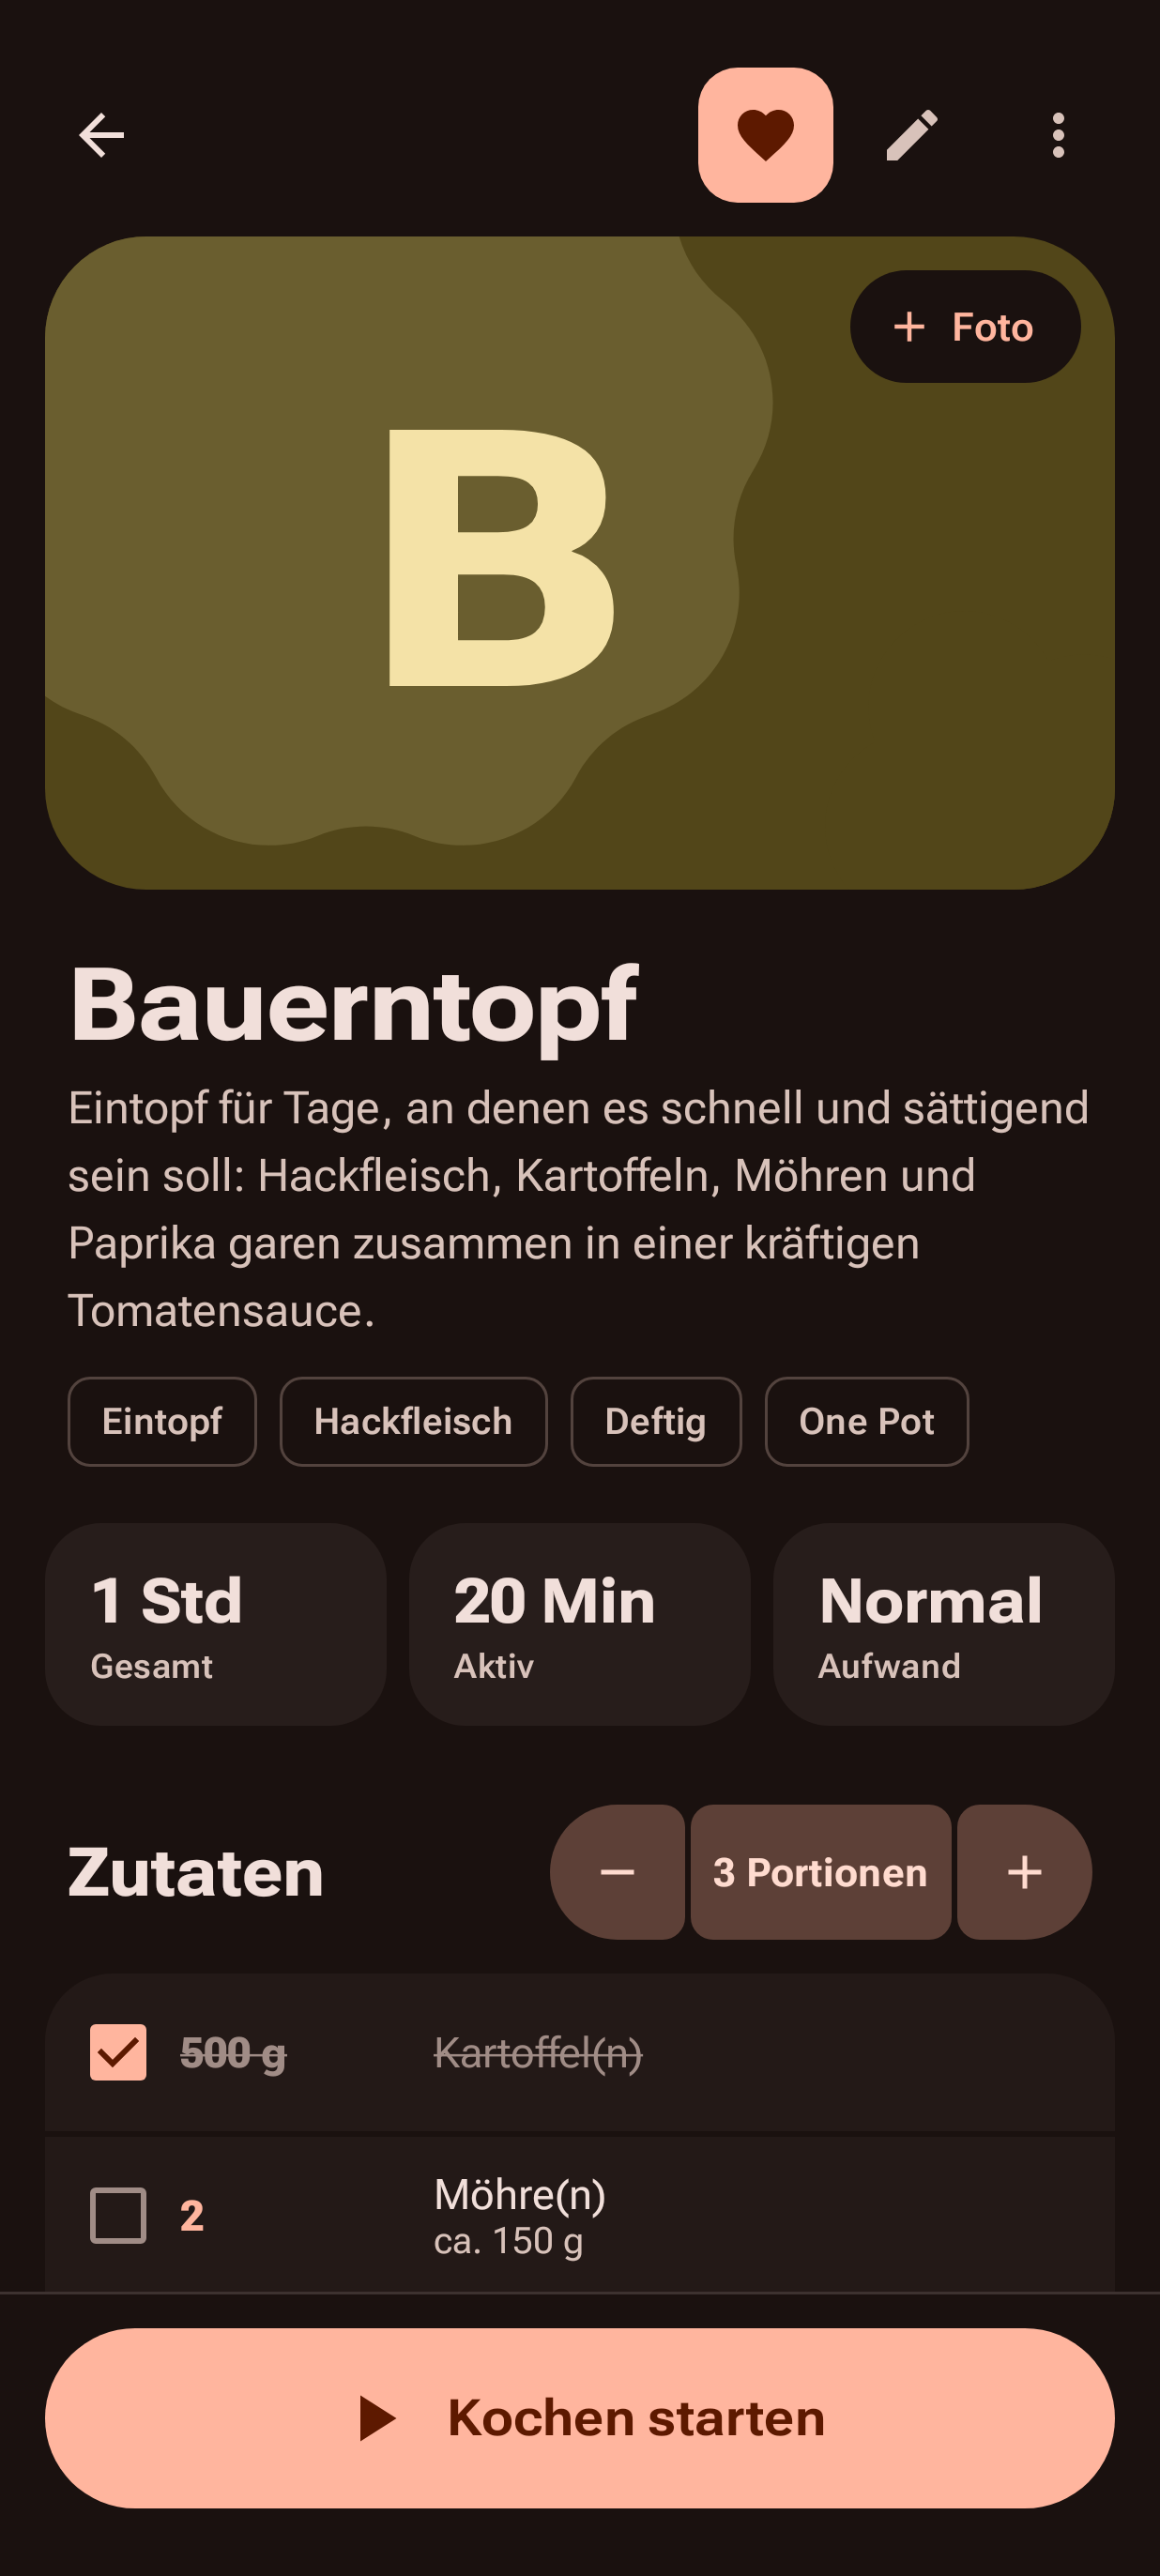 Foto
B
Bauerntopf
Eintopf für Tage, an denen es schnell und sättigend
sein soll: Hackfleisch, Kartoffeln, Möhren und
Paprika garen zusammen in einer kräftigen
Tomatensauce.
Eintopf Hackfleisch Deftig One Pot
1 Std 20 Min Normal
Gesamt Aktiv Aufwand
Zutaten − 3 Portionen +
500 g Kartoffel(n)
2 Möhre(n)
ca. 150 g
Kochen starten